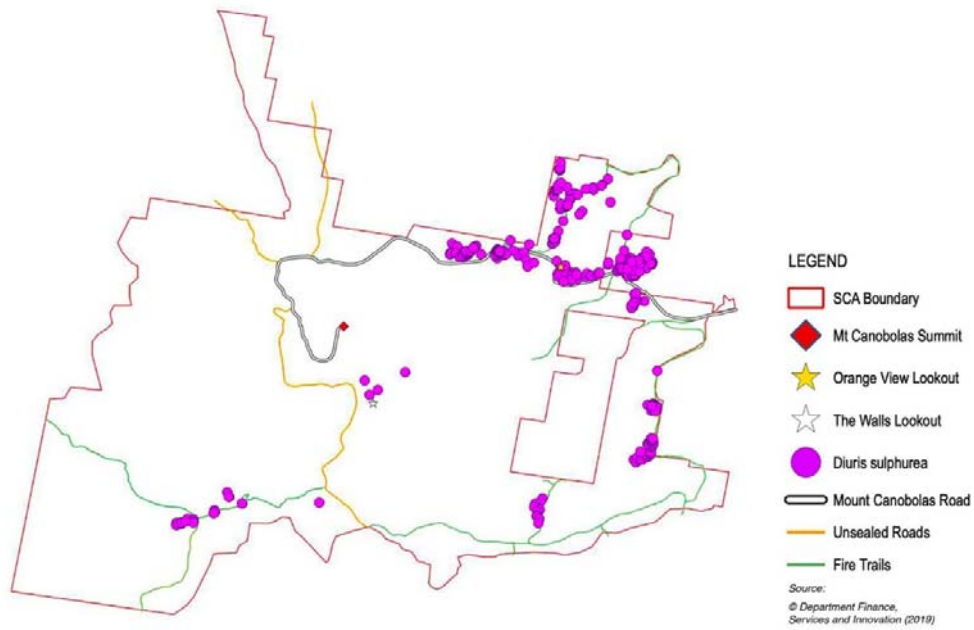 LEGEND
SCA Boundary
Mt Canobolas Summit
Orange View Lookout
The Walls Lookout
Diuris sulphurea
Mount Canobolas Road
Unsealed Roads
Fire Trails
Source:
© Department Finance,
Services and Innovation (2019)